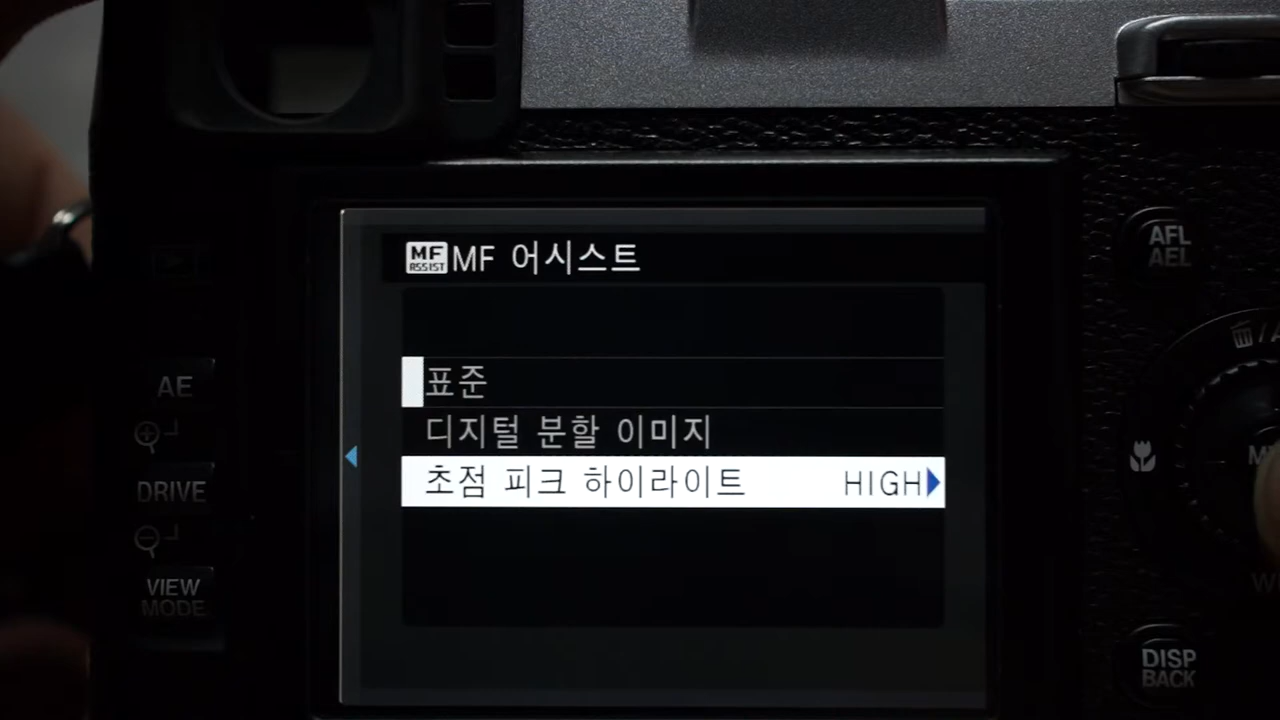 MF ASSIST MF 어시스트
표준
디지털 분할 이미지
초점 피크 하이라이트 HIGH
AE
DRIVE
VIEW
MODE
AFL
AEL
DISP
BACK